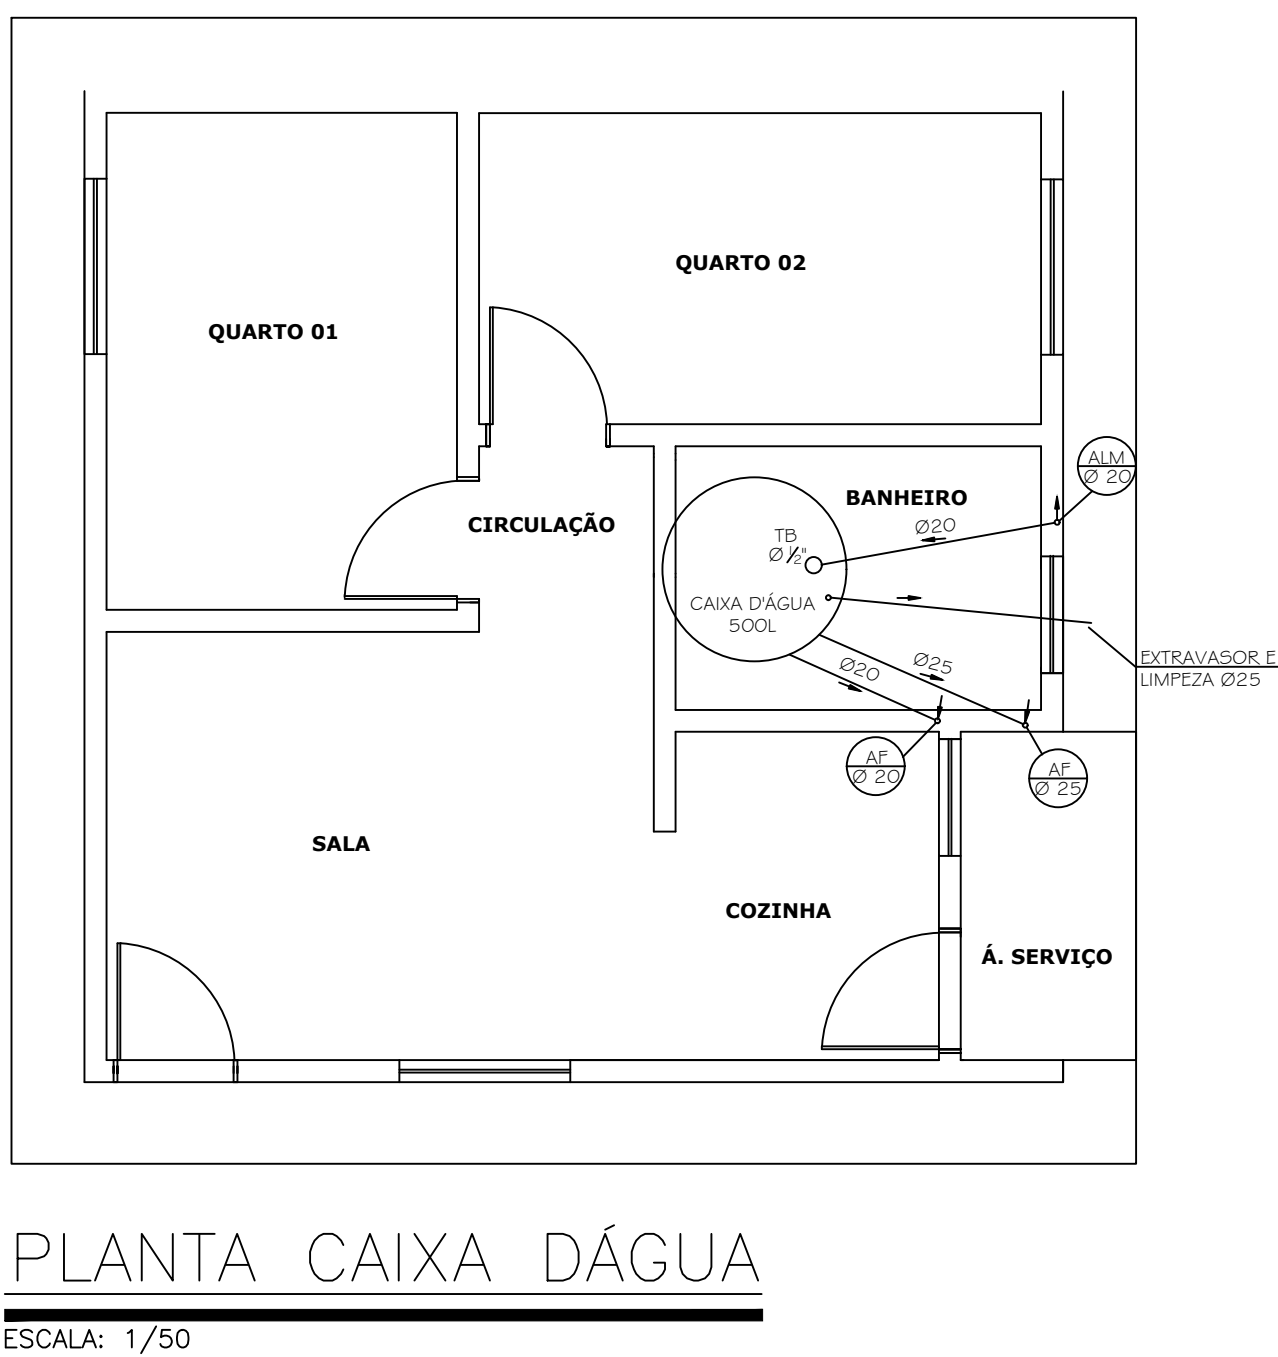 QUARTO 02
QUARTO 01
ALM
Ø 20
BANHEIRO
CIRCULAÇÃO
Ø20
TB
Ø 1/2"
CAIXA D'ÁGUA
500L
EXTRAVASOR E
LIMPEZA Ø25
Ø20
Ø25
AF
Ø 20
AF
Ø 25
SALA
COZINHA
Á. SERVIÇO
PLANTA CAIXA DÁGUA
ESCALA: 1/50